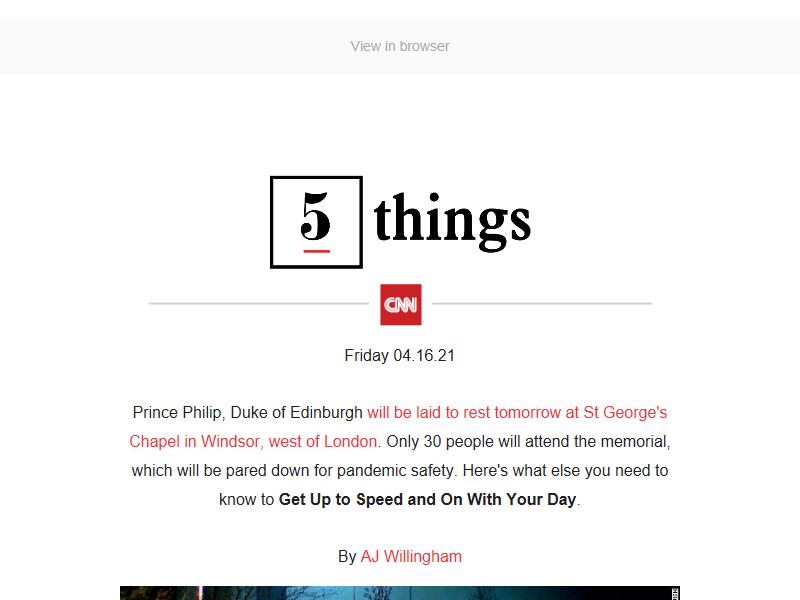 View in browser
5 things
CNN
Friday 04.16.21
Prince Philip, Duke of Edinburgh will be laid to rest tomorrow at St George's
Chapel in Windsor, west of London. Only 30 people will attend the memorial,
which will be pared down for pandemic safety. Here's what else you need to
know to Get Up to Speed and On With Your Day.
By AJ Willingham